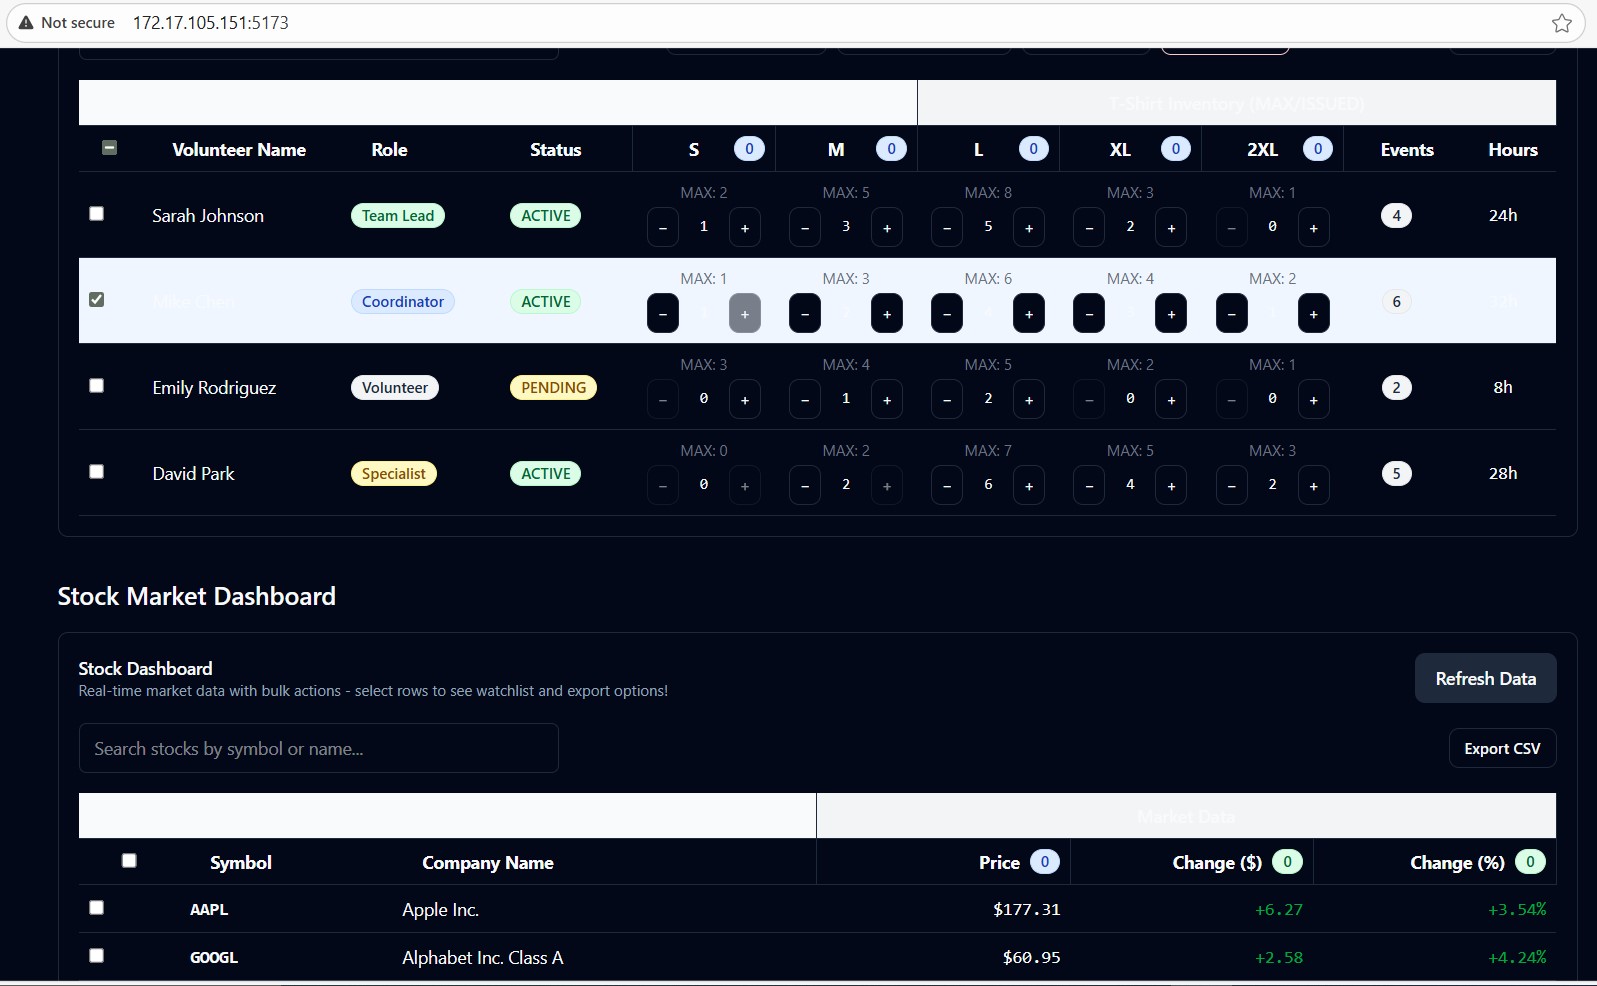 Not secure 172.17.105.151:5173
T-Shirt Inventory (MAX/ISSUED)
Volunteer Name Role Status S 0 M 0 L 0 XL 0 2XL 0 Events Hours
MAX: 2 MAX: 5 MAX: 8 MAX: 3 MAX: 1
Sarah Johnson Team Lead ACTIVE − 1 + − 3 + − 5 + − 2 + − 0 + 4 24h
MAX: 1 MAX: 3 MAX: 6 MAX: 4 MAX: 2
Mike Chen Coordinator ACTIVE − + − + − + − + − + 6
MAX: 3 MAX: 4 MAX: 5 MAX: 2 MAX: 1
Emily Rodriguez Volunteer PENDING − 0 + − 1 + − 2 + − 0 + − 0 + 2 8h
MAX: 0 MAX: 2 MAX: 7 MAX: 5 MAX: 3
David Park Specialist ACTIVE − 0 + − 2 + − 6 + − 4 + − 2 + 5 28h
Stock Market Dashboard
Stock Dashboard
Real-time market data with bulk actions - select rows to see watchlist and export options!
Refresh Data
Search stocks by symbol or name...
Export CSV
Market Data
Symbol Company Name Price 0 Change ($) 0 Change (%) 0
AAPL Apple Inc. $177.31 +6.27 +3.54%
GOOGL Alphabet Inc. Class A $60.95 +2.58 +4.24%